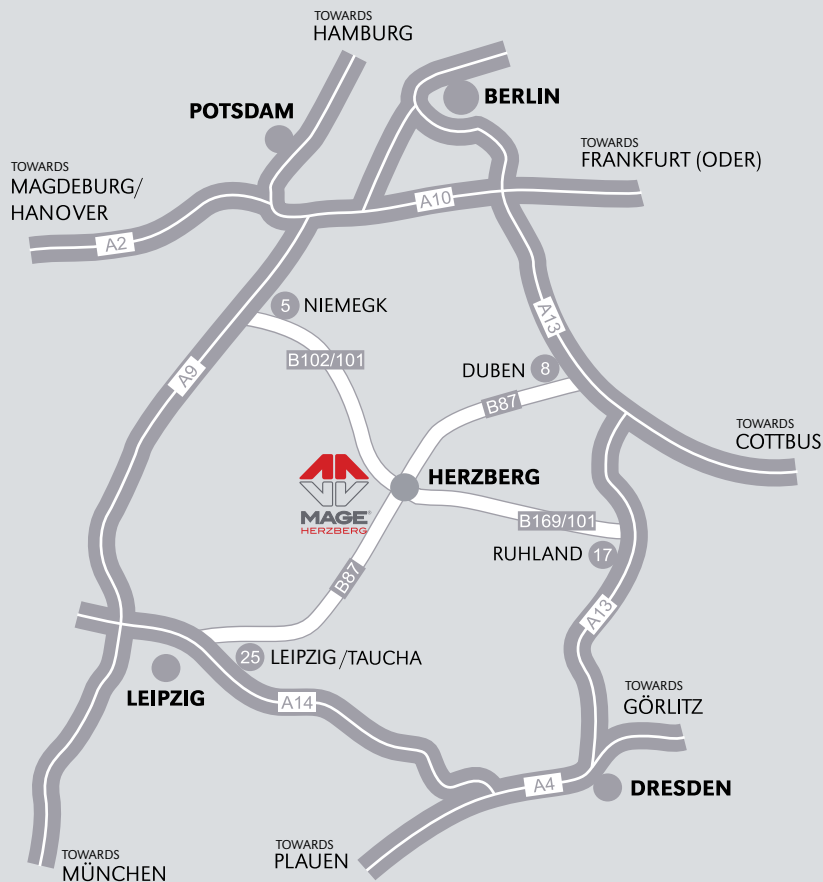 TOWARDS
HAMBURG
POTSDAM
BERLIN
TOWARDS
MAGDEBURG/
HANOVER
TOWARDS
FRANKFURT (ODER)
A2
A10
5 NIEMEGK
A13
B102/101
A9
DUBEN 8
B87
TOWARDS
COTTBUS
HERZBERG
MAGE®
HERZBERG
B169/101
RUHLAND 17
B87
A13
25 LEIPZIG/TAUCHA
LEIPZIG
A14
TOWARDS
GÖRLITZ
A4
DRESDEN
TOWARDS
MÜNCHEN
TOWARDS
PLAUEN